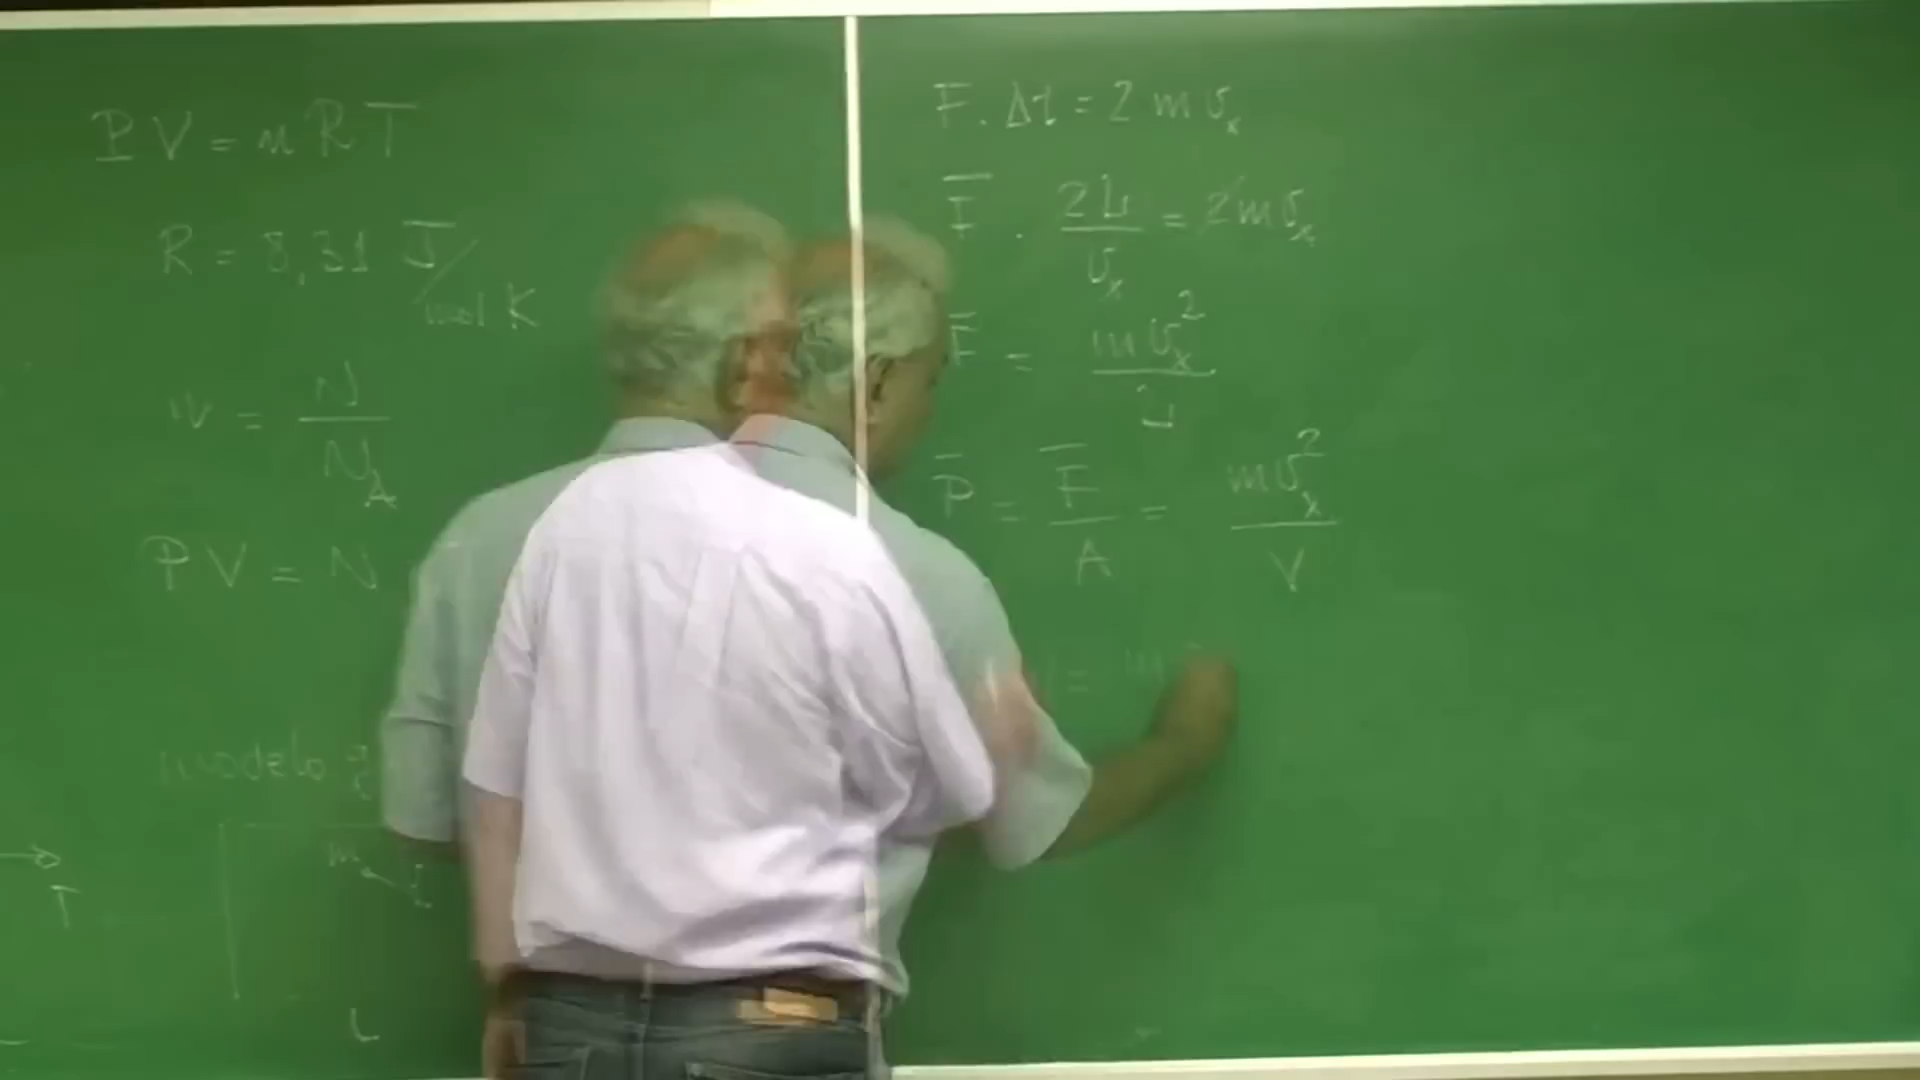 PV = nRT
R = 8,31 J/mol K
n = N/N_A
PV = N
modelo
m
L
T
F. Δt = 2 m v_x
F̅ . 2L/v_x = 2 m v_x
F̅ = m v_x²/L
P̅ = F̅/A = m v_x²/V
= m